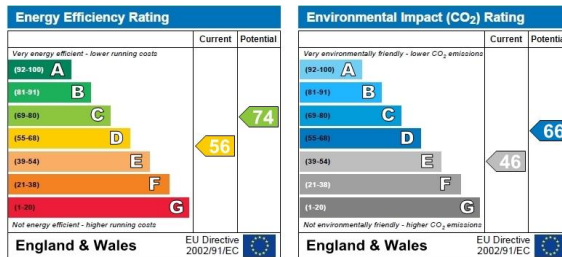 Energy Efficiency Rating
Current Potential
Very energy efficient - lower running costs
(92-100) A
(81-91) B
(69-80) C
74
(55-68) D
56
(39-54) E
(21-38) F
(1-20) G
Not energy efficient - higher running costs
England & Wales
EU Directive
2002/91/EC
Environmental Impact (CO2) Rating
Current Potential
Very environmentally friendly - lower CO2 emissions
(92-100) A
(81-91) B
(69-80) C
(55-68) D
66
(39-54) E
46
(21-38) F
(1-20) G
Not environmentally friendly - higher CO2 emissions
England & Wales
EU Directive
2002/91/EC